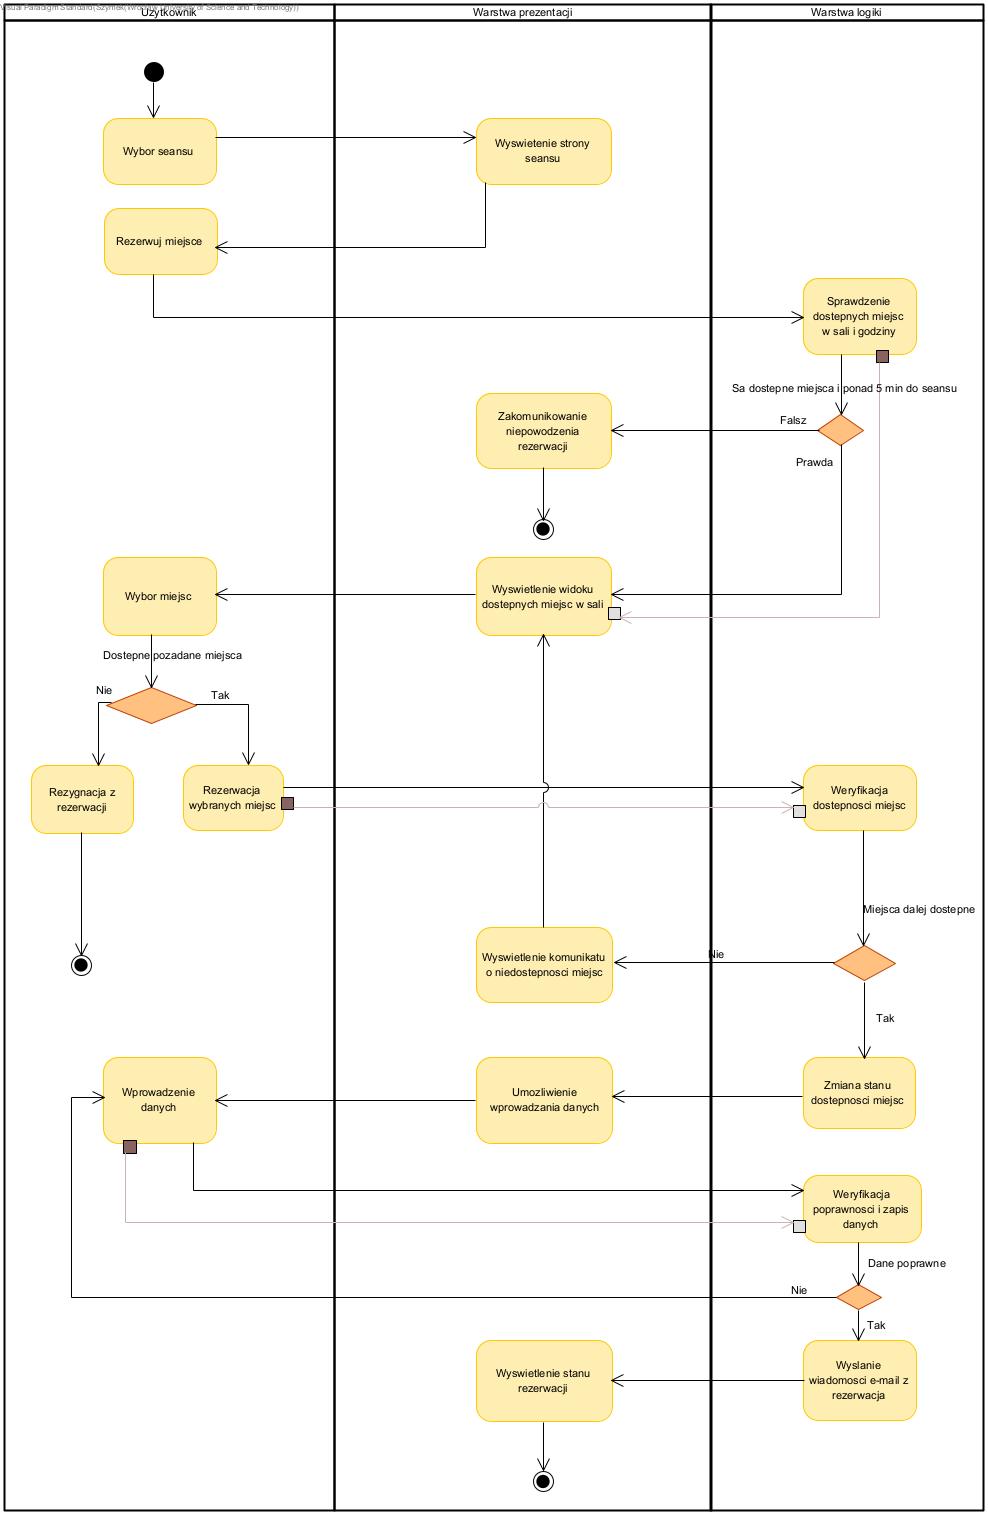 Visual Paradigm Standard(Szymek(Wroclaw University of Science and Technology))
Uzytkownik
Warstwa prezentacji
Warstwa logiki
Wybor seansu
Wyswietenie strony
seansu
Rezerwuj miejsce
Sprawdzenie
dostepnych miejsc
w sali i godziny
Sa dostepne miejsca i ponad 5 min do seansu
Falsz
Prawda
Zakomunikowanie
niepowodzenia
rezerwacji
Wybor miejsc
Wyswietlenie widoku
dostepnych miejsc w sali
Dostepne pozadane miejsca
Nie
Tak
Rezygnacja z
rezerwacji
Rezerwacja
wybranych miejsc
Weryfikacja
dostepnosci miejsc
Miejsca dalej dostepne
Nie
Wyswietlenie komunikatu
o niedostepnosci miejsc
Tak
Wprowadzenie
danych
Umozliwienie
wprowadzania danych
Zmiana stanu
dostepnosci miejsc
Weryfikacja
poprawnosci i zapis
danych
Dane poprawne
Nie
Tak
Wyswietlenie stanu
rezerwacji
Wyslanie
wiadomosci e-mail z
rezerwacja